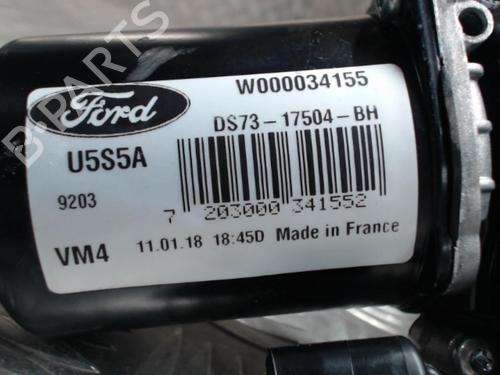 W000034155
Ford
DS73-17504-BH
U5S5A
9203
7 203000 341552
VM4 11.01.18 18:45D Made in France
B-PARTS